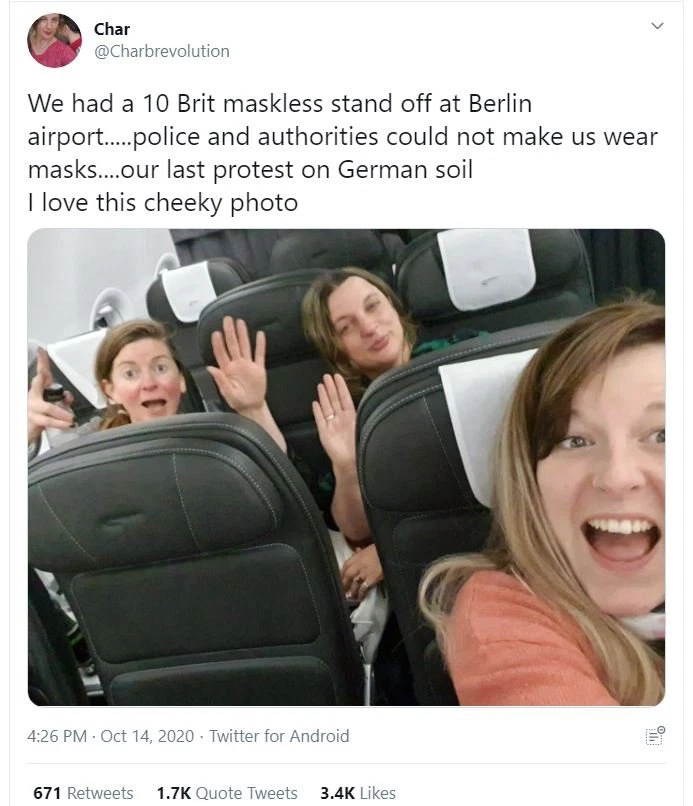 Char
@Charbrevolution
We had a 10 Brit maskless stand off at Berlin
airport.....police and authorities could not make us wear
masks....our last protest on German soil
I love this cheeky photo
4:26 PM · Oct 14, 2020 · Twitter for Android
671 Retweets 1.7K Quote Tweets 3.4K Likes